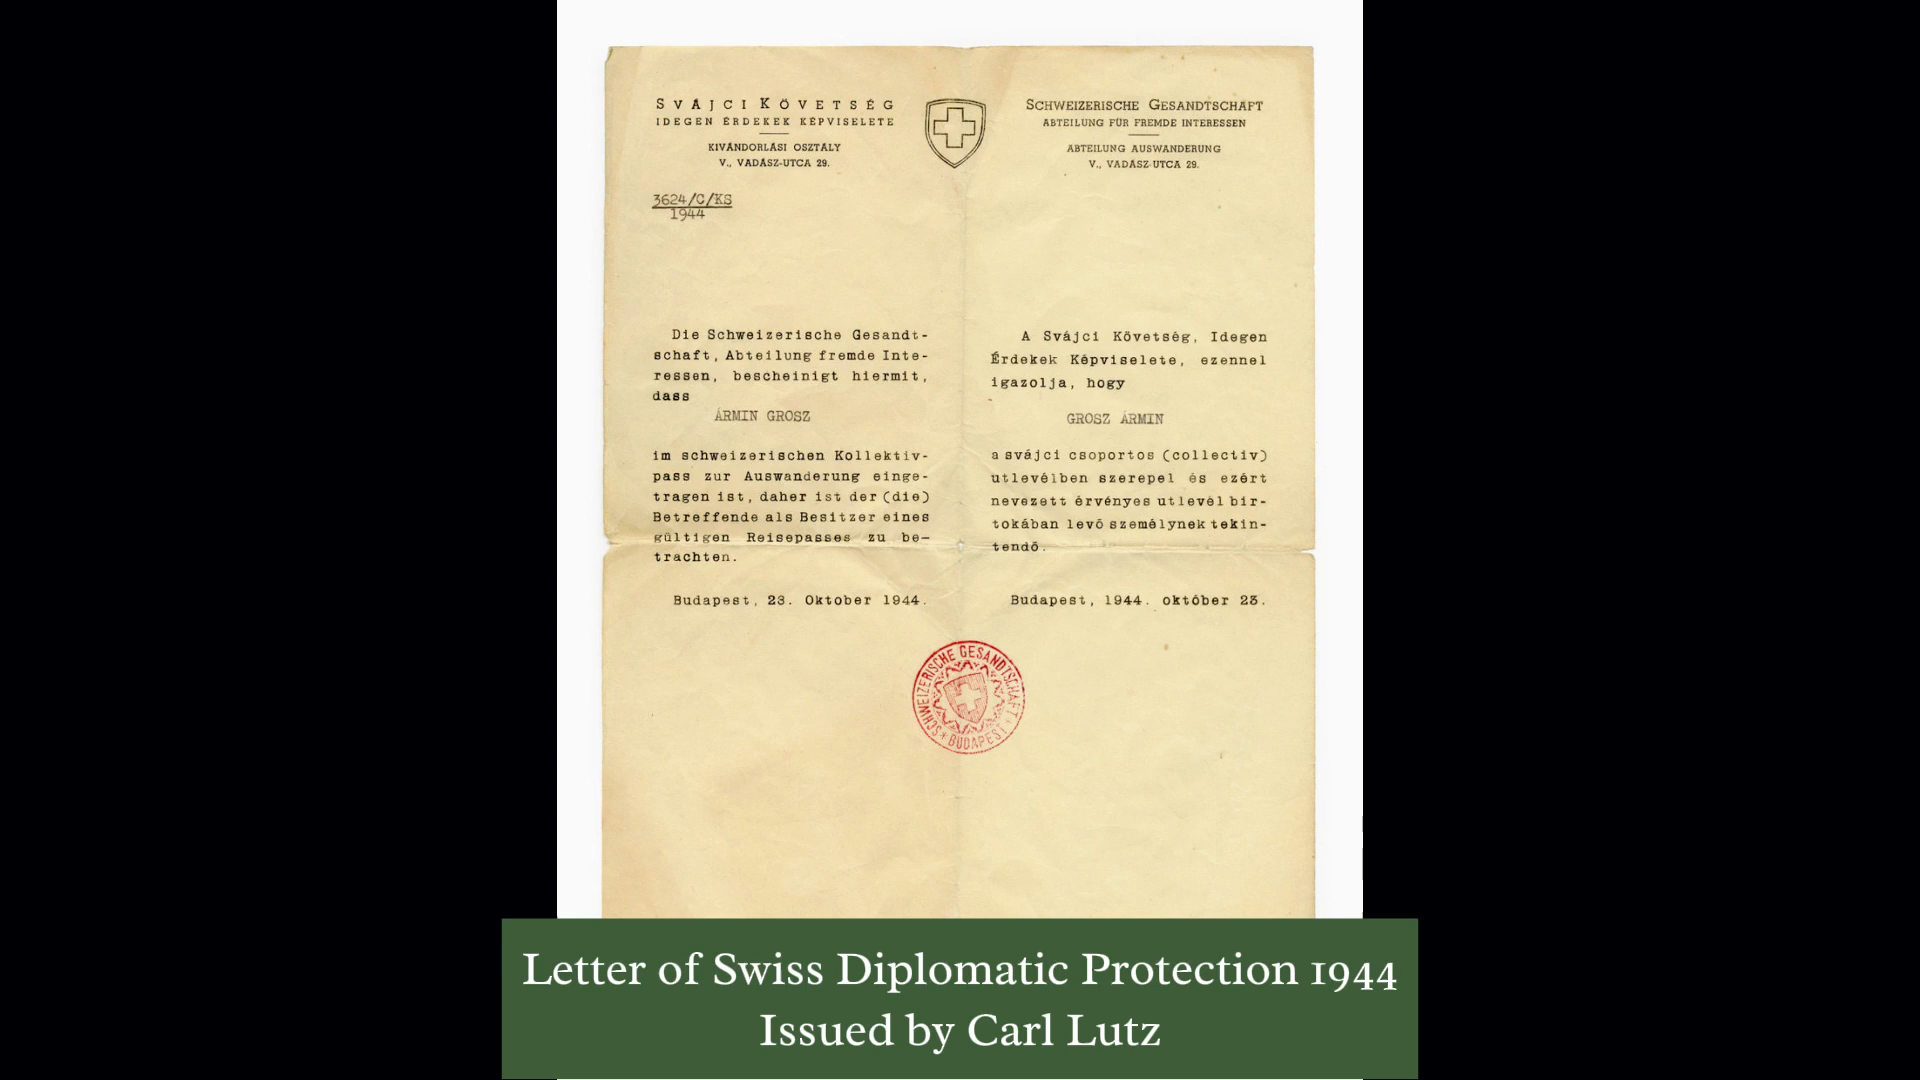 SVÁJCI KÖVETSÉG
IDEGEN ÉRDEKEK KÉPVISELETE
KIVÁNDORLÁSI OSZTÁLY
V., VADÁSZ-UTCA 29.
SCHWEIZERISCHE GESANDTSCHAFT
ABTEILUNG FÜR FREMDE INTERESSEN
ABTEILUNG AUSWANDERUNG
V., VADÁSZ-UTCA 29.
3624/C/KS
1944
Die Schweizerische Gesandt-
schaft, Abteilung fremde Inte-
ressen, bescheinigt hiermit,
dass
ÁRMIN GROSZ
im schweizerischen Kollektiv-
pass zur Auswanderung einge-
tragen ist, daher ist der (die)
Betreffende als Besitzer eines
gültigen Reisepasses zu be-
trachten.
Budapest, 23. Oktober 1944.
A Svájci Követség, Idegen
Érdekek Képviselete, ezennel
igazolja, hogy
GROSZ ÁRMIN
a svájci csoportos (collectiv)
utlevélben szerepel és ezért
nevezett érvényes utlevél bir-
tokában levő személynek tekin-
tendő.
Budapest, 1944. október 23.
SCHWEIZERISCHE GESANDTSCHAFT
* BUDAPEST *
Letter of Swiss Diplomatic Protection 1944
Issued by Carl Lutz